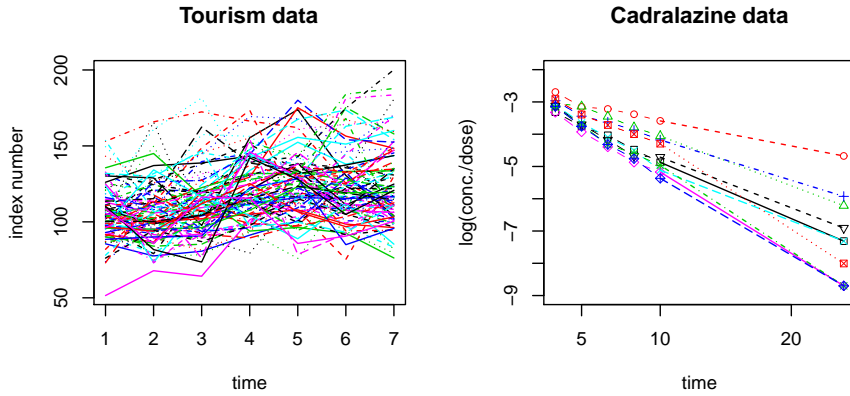 Tourism data
200
150
100
50
index number
1 2 3 4 5 6 7
time
Cadralazine data
−3
−5
−7
−9
log(conc./dose)
5 10 20
time